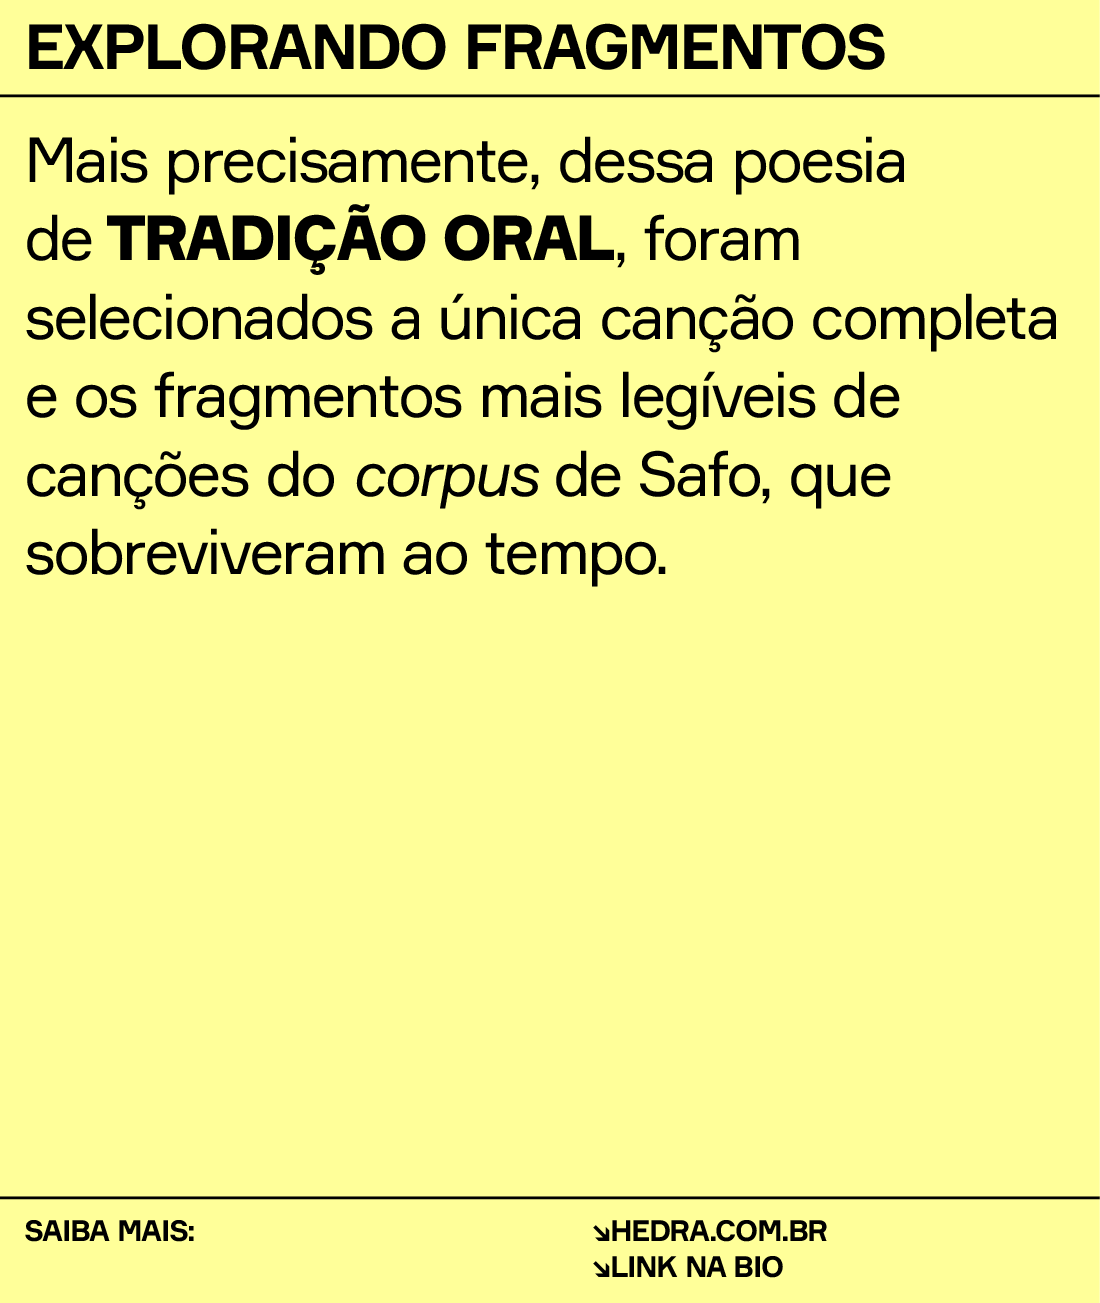 EXPLORANDO FRAGMENTOS
Mais precisamente, dessa poesia
de TRADIÇÃO ORAL, foram
selecionados a única canção completa
e os fragmentos mais legíveis de
canções do corpus de Safo, que
sobreviveram ao tempo.
SAIBA MAIS:
↘HEDRA.COM.BR
↘LINK NA BIO